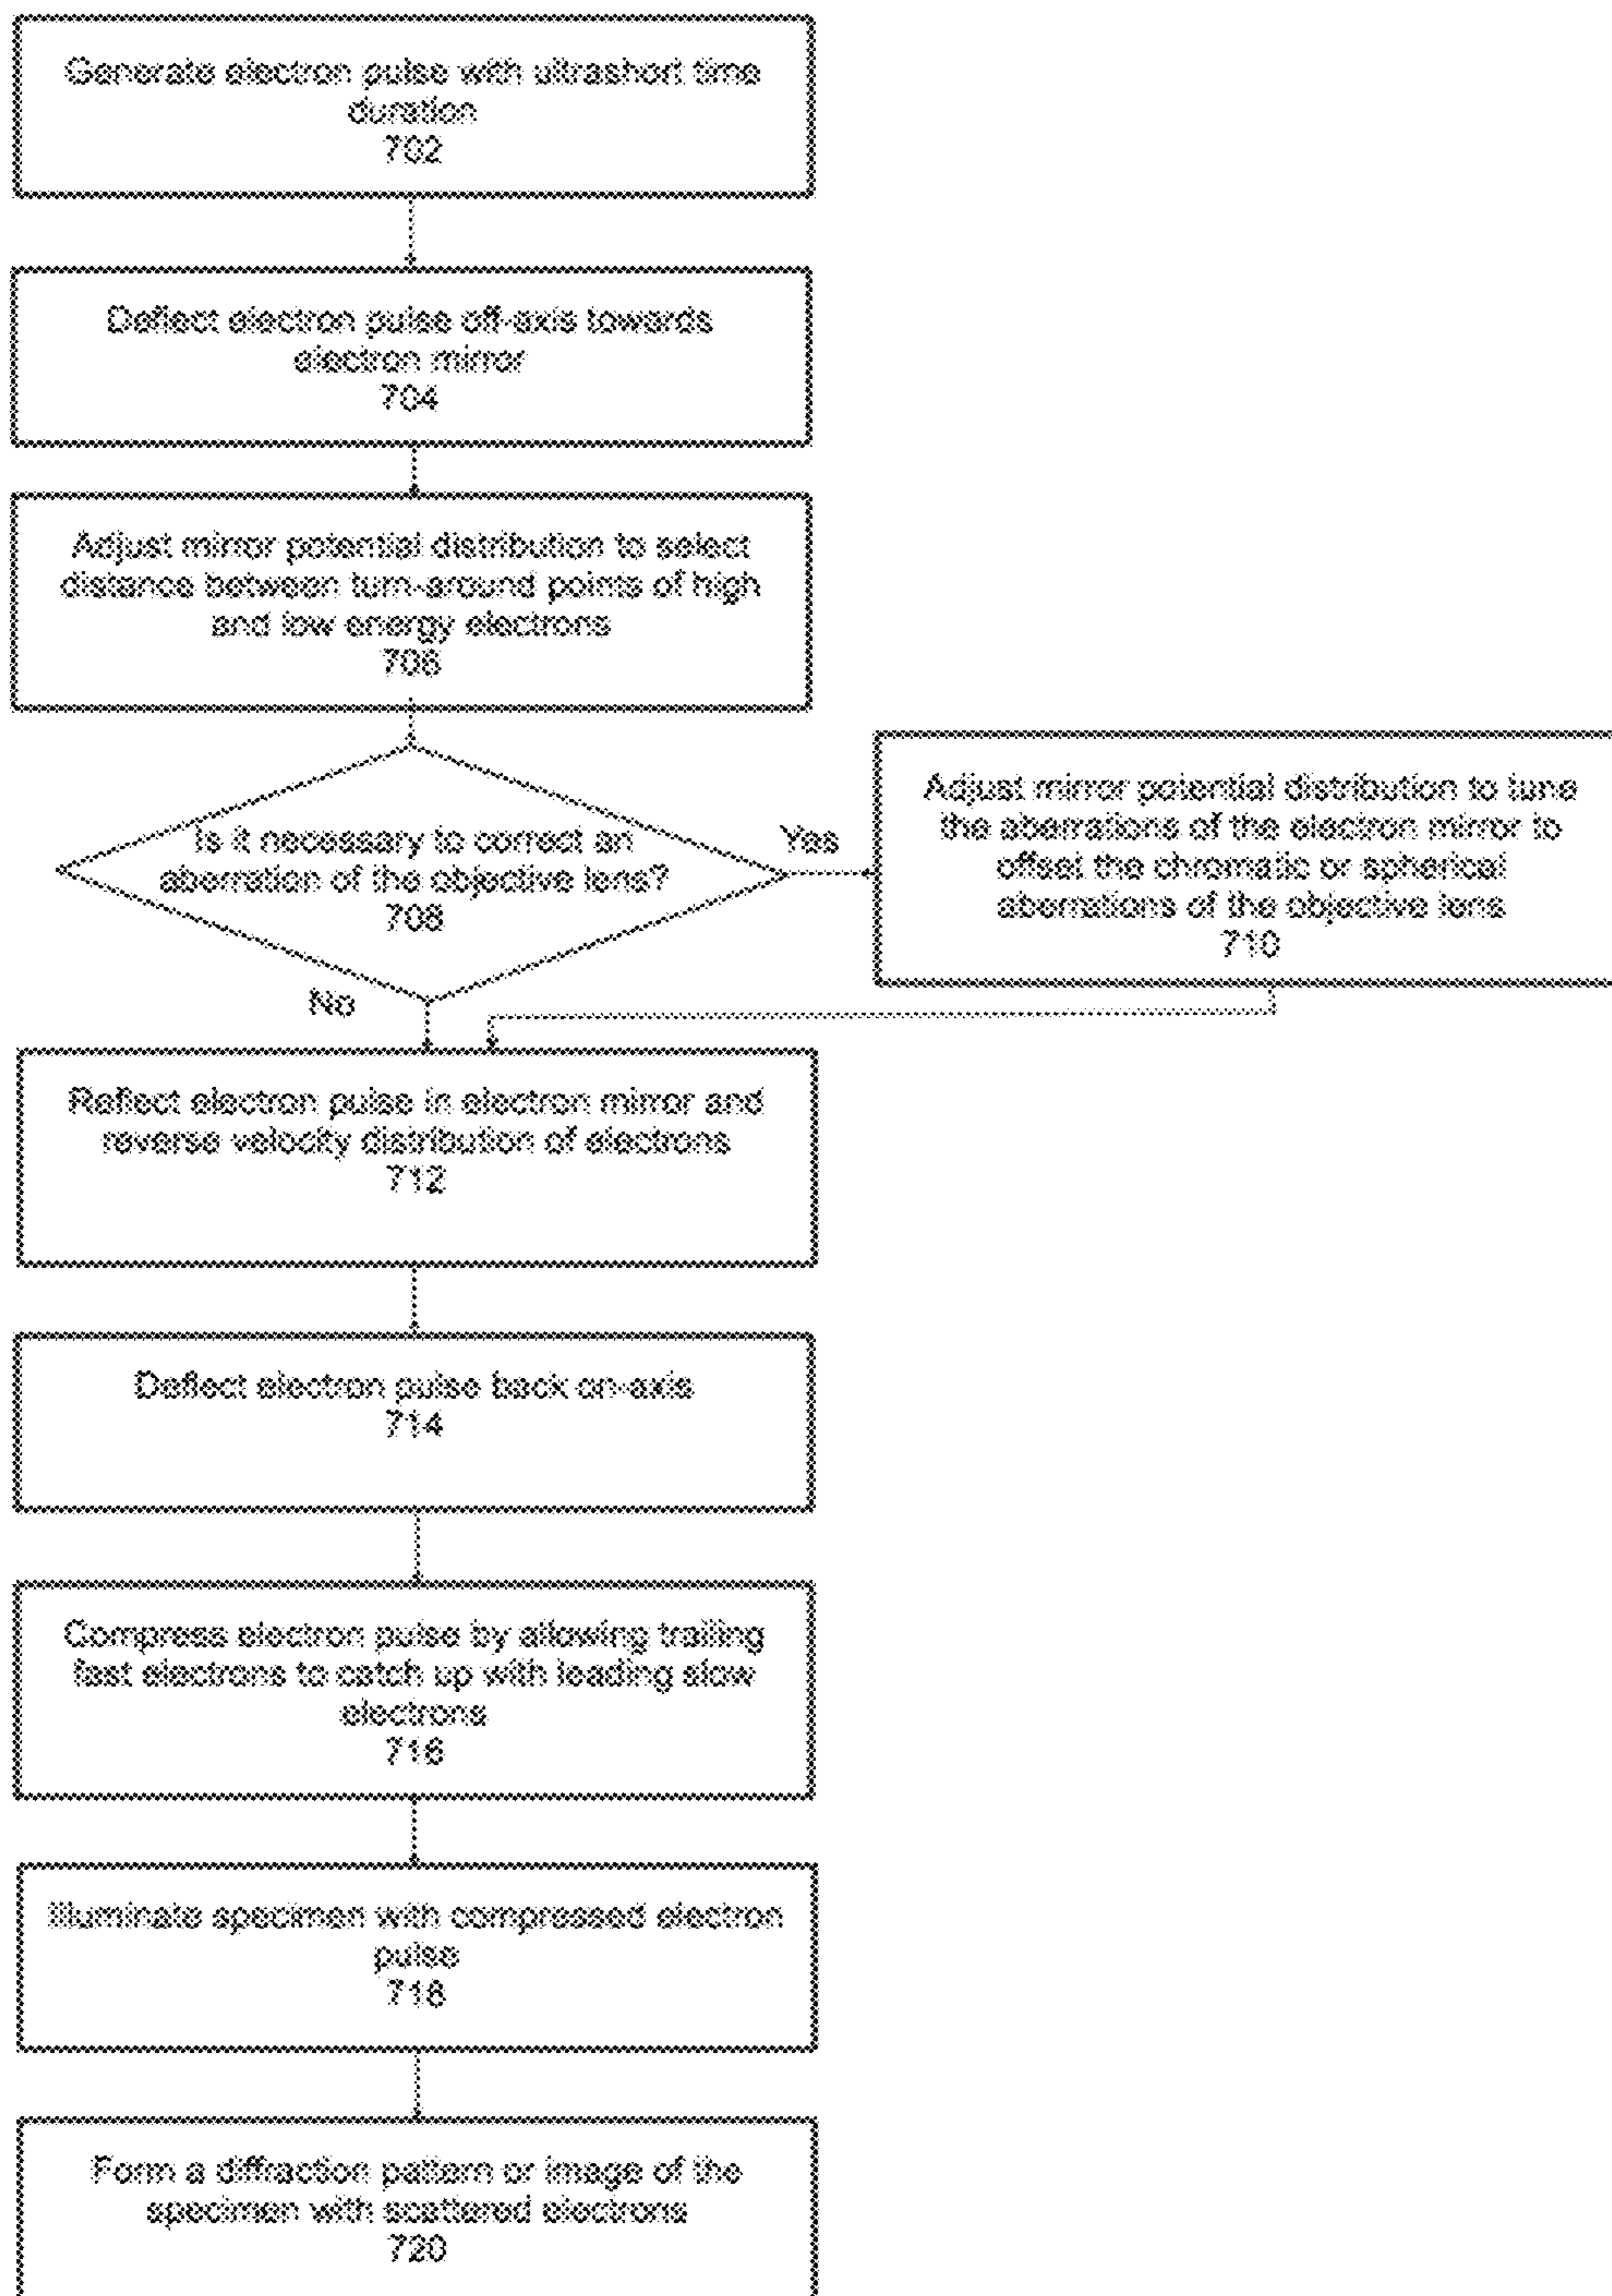 Generate electron pulse with ultrashort time
duration
702
Deflect electron pulse off-axis towards
electron mirror
704
Adjust mirror potential distribution to select
distance between turn-around points of high
and low energy electrons
706
Is it necessary to correct an
aberration of the objective lens?
708
Yes
Adjust mirror potential distribution to tune
the aberrations of the electron mirror to
offset the chromatic or spherical
aberrations of the objective lens
710
No
Reflect electron pulse in electron mirror and
reverse velocity distribution of electrons
712
Deflect electron pulse back on-axis
714
Compress electron pulse by allowing trailing
fast electrons to catch up with leading slow
electrons
716
Illuminate specimen with compressed electron
pulse
718
Form a diffraction pattern or image of the
specimen with scattered electrons
720